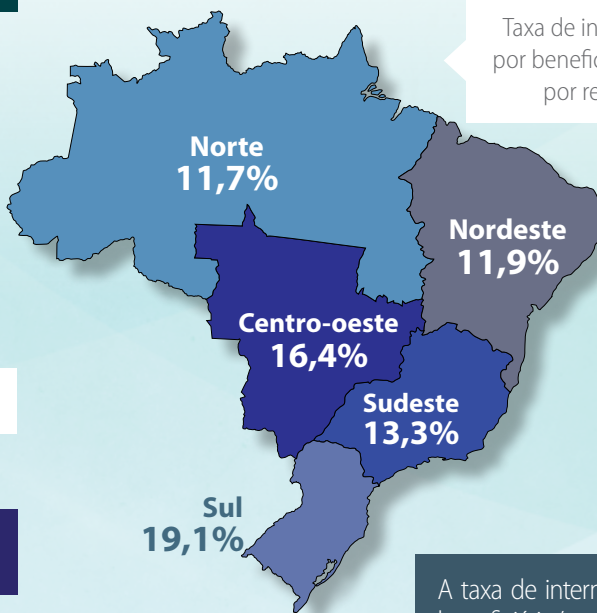 Taxa de in
por benefic
por re
Norte
11,7%
Nordeste
11,9%
Centro-oeste
16,4%
Sudeste
13,3%
Sul
19,1%
A taxa de intern